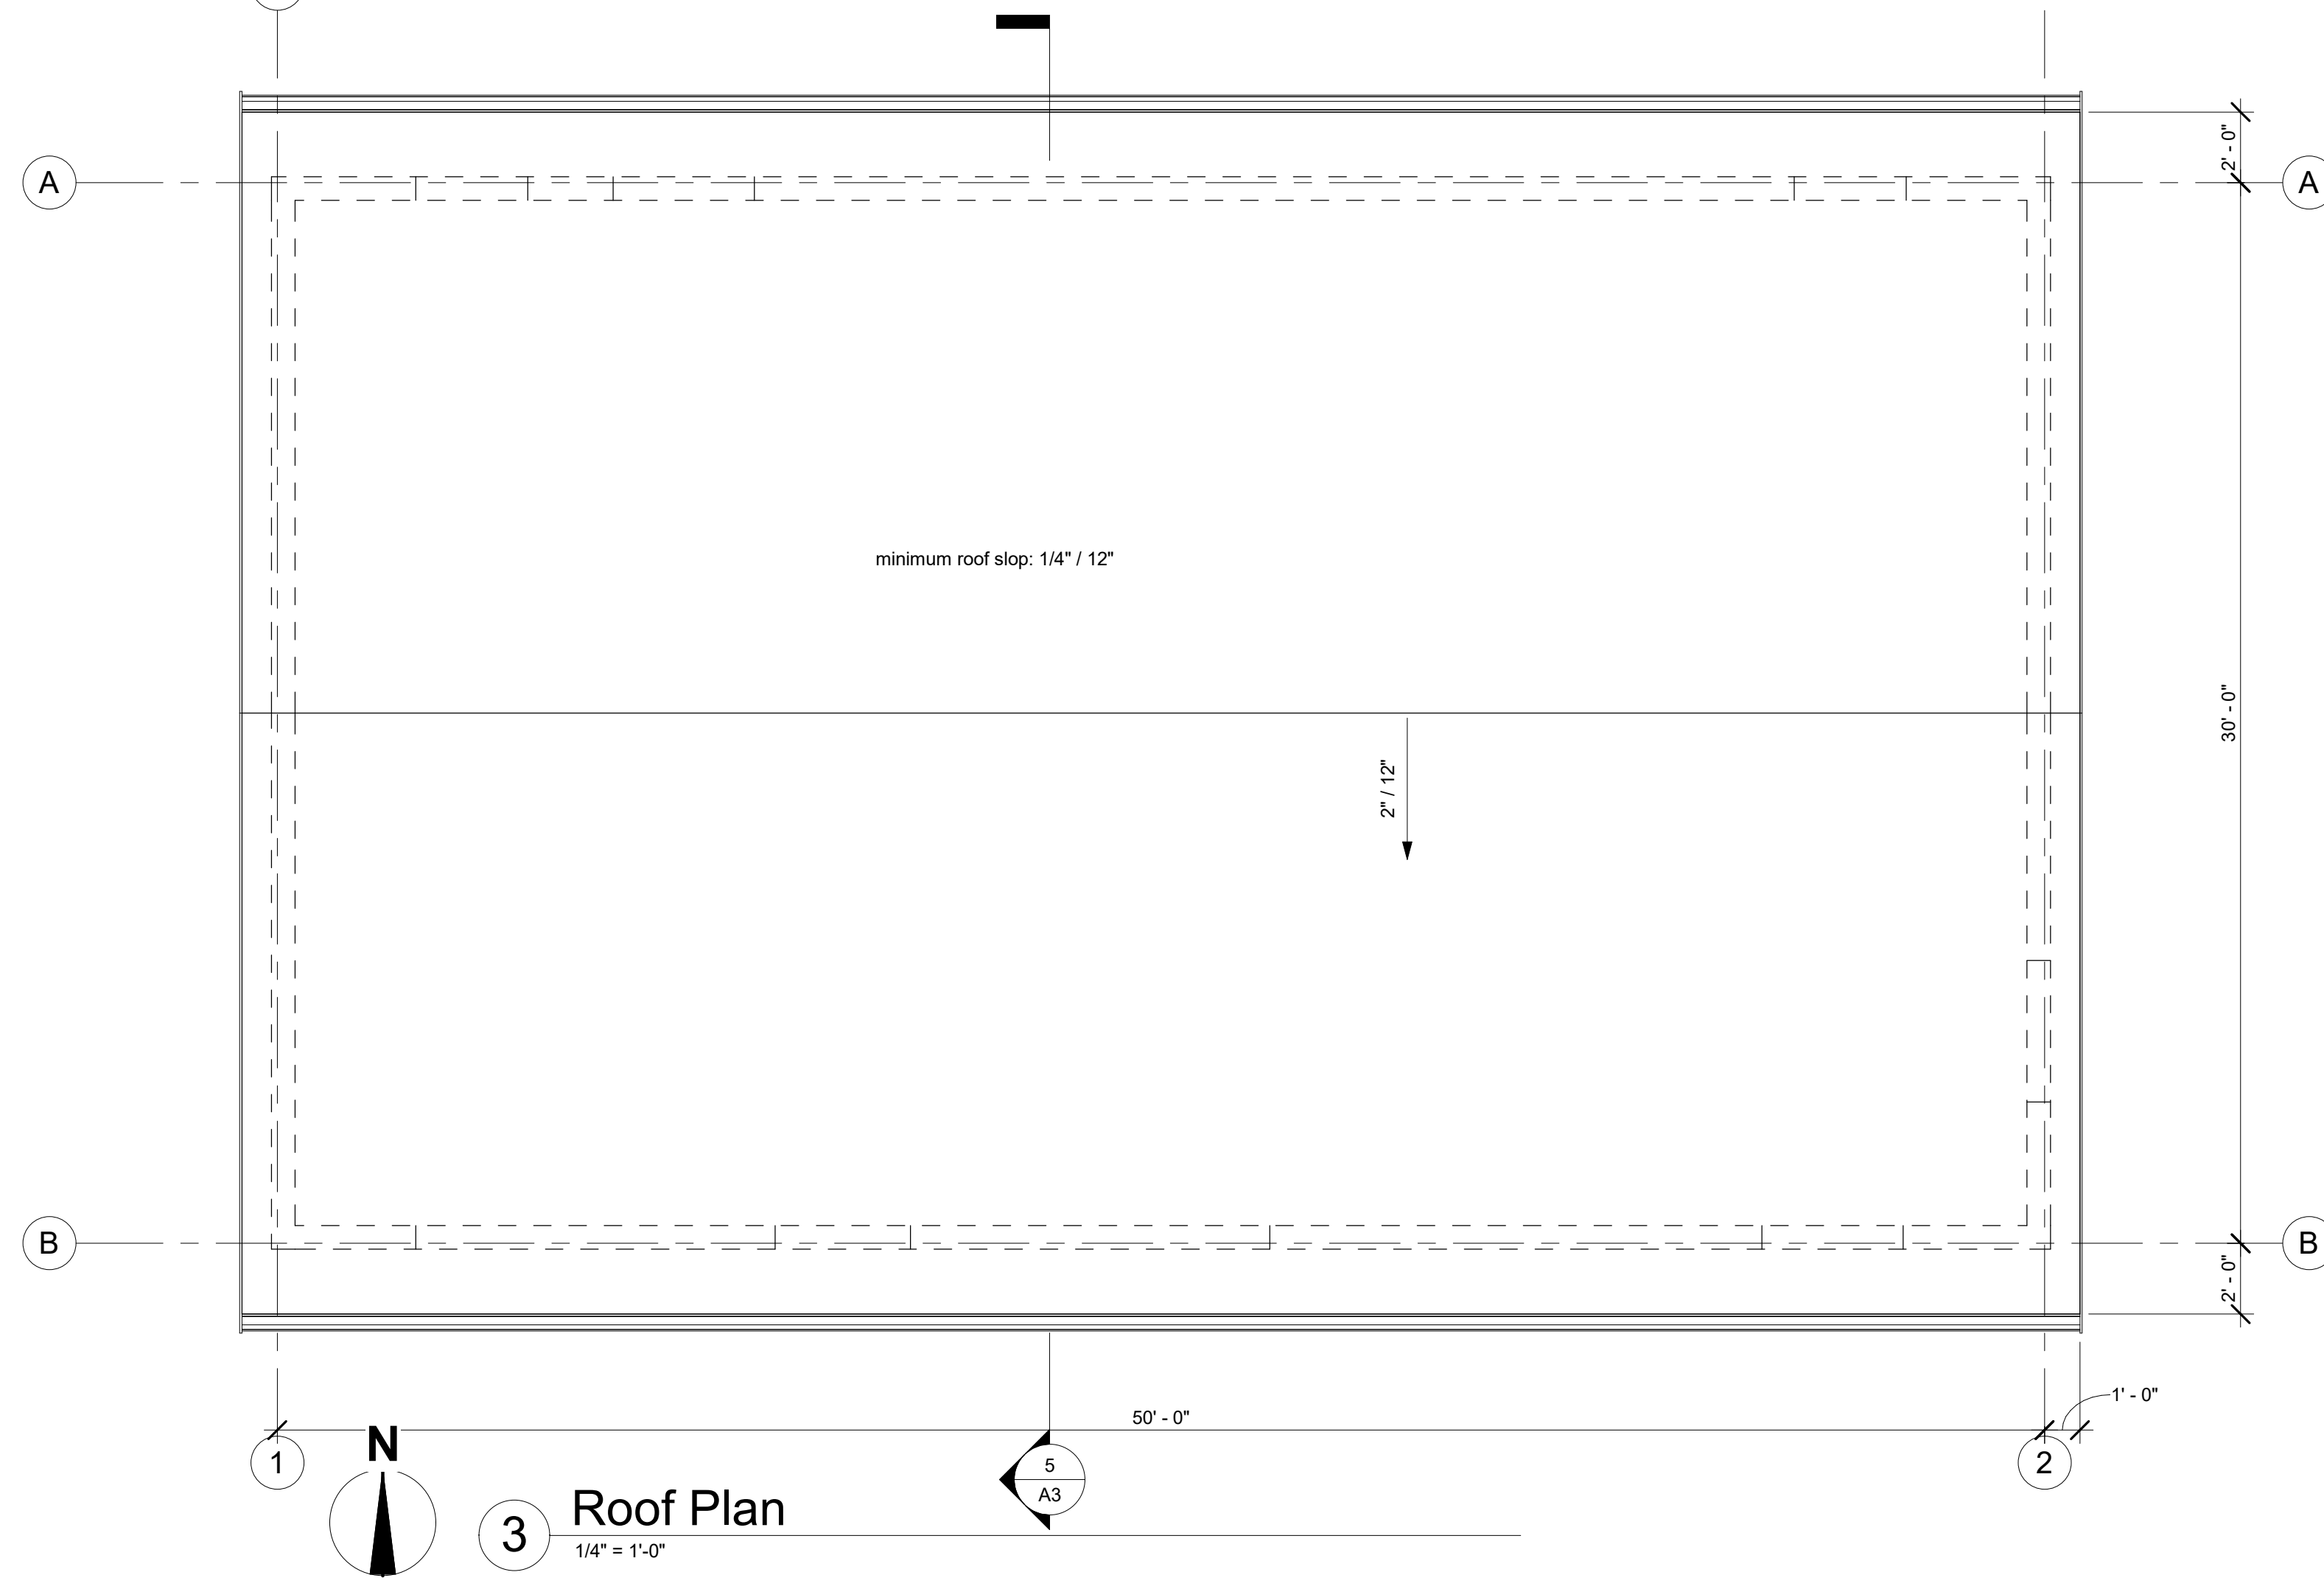 2' - 0"
A
A
minimum roof slop: 1/4" / 12"
30' - 0"
2" / 12"
B
B
2' - 0"
1' - 0"
50' - 0"
1
N
5
A3
2
3
Roof Plan
1/4" = 1'-0"